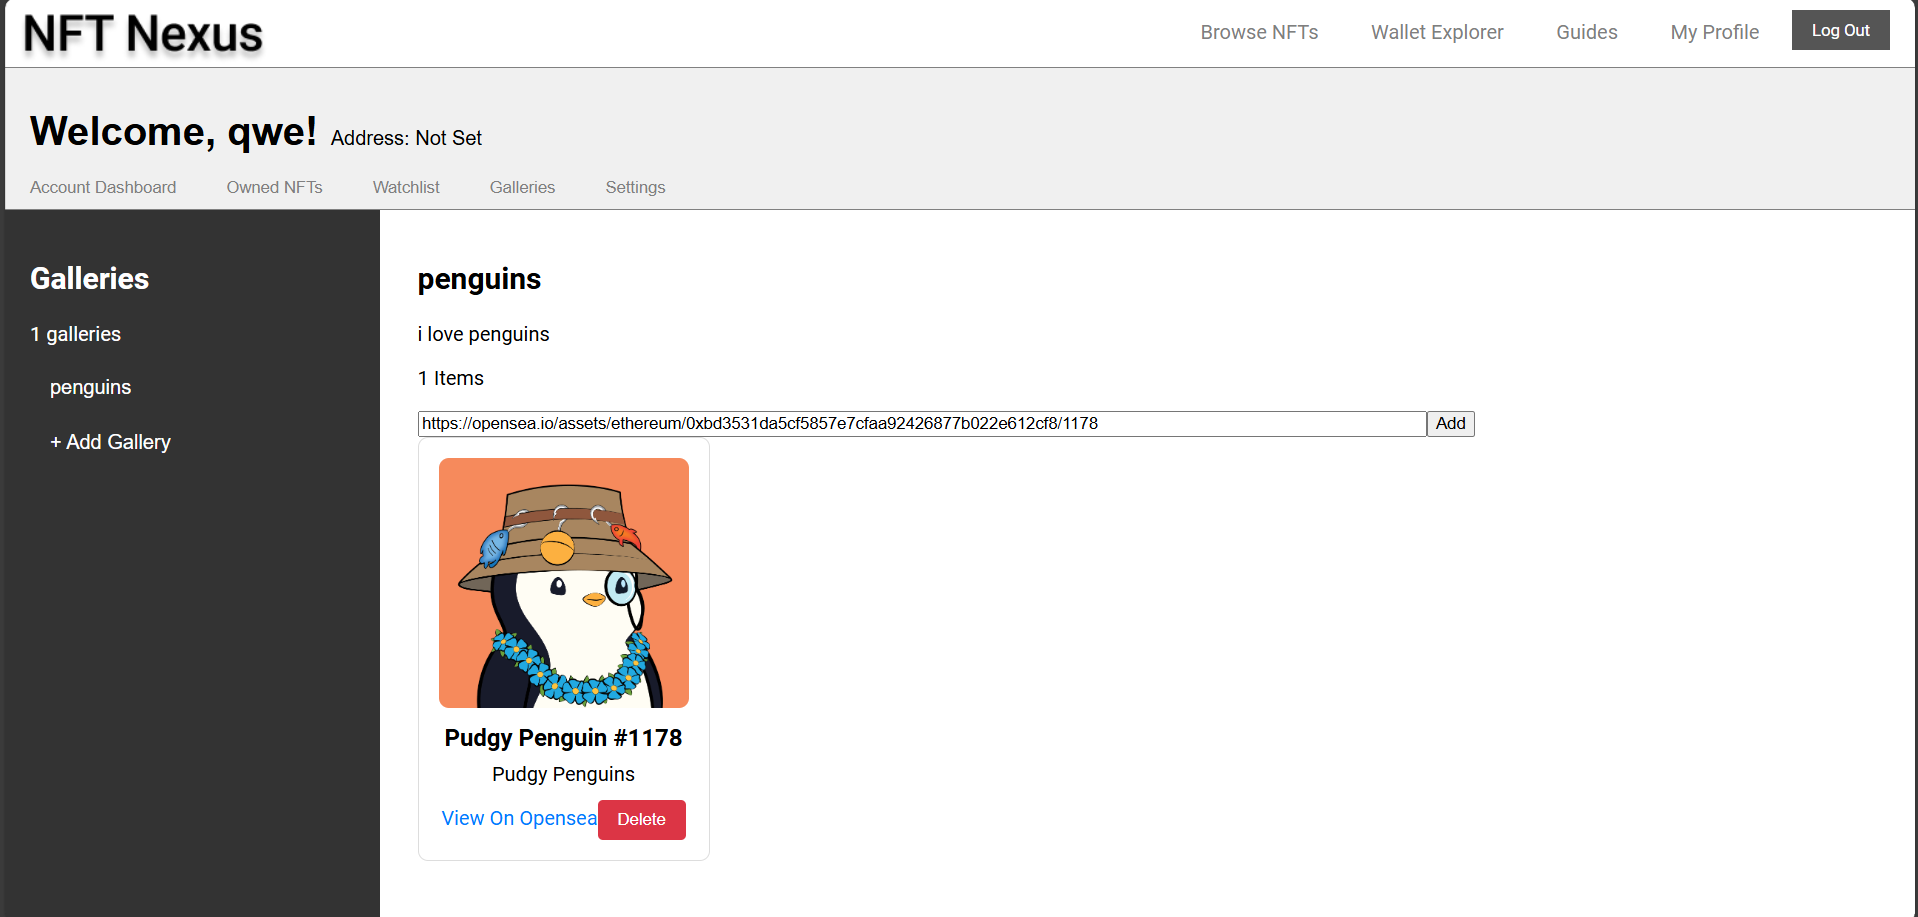 NFT Nexus
Browse NFTs Wallet Explorer Guides My Profile Log Out
Welcome, qwe! Address: Not Set
Account Dashboard Owned NFTs Watchlist Galleries Settings
Galleries
1 galleries
penguins
+ Add Gallery
penguins
i love penguins
1 Items
https://opensea.io/assets/ethereum/0xbd3531da5cf5857e7cfaa92426877b022e612cf8/1178 Add
Pudgy Penguin #1178
Pudgy Penguins
View On Opensea Delete